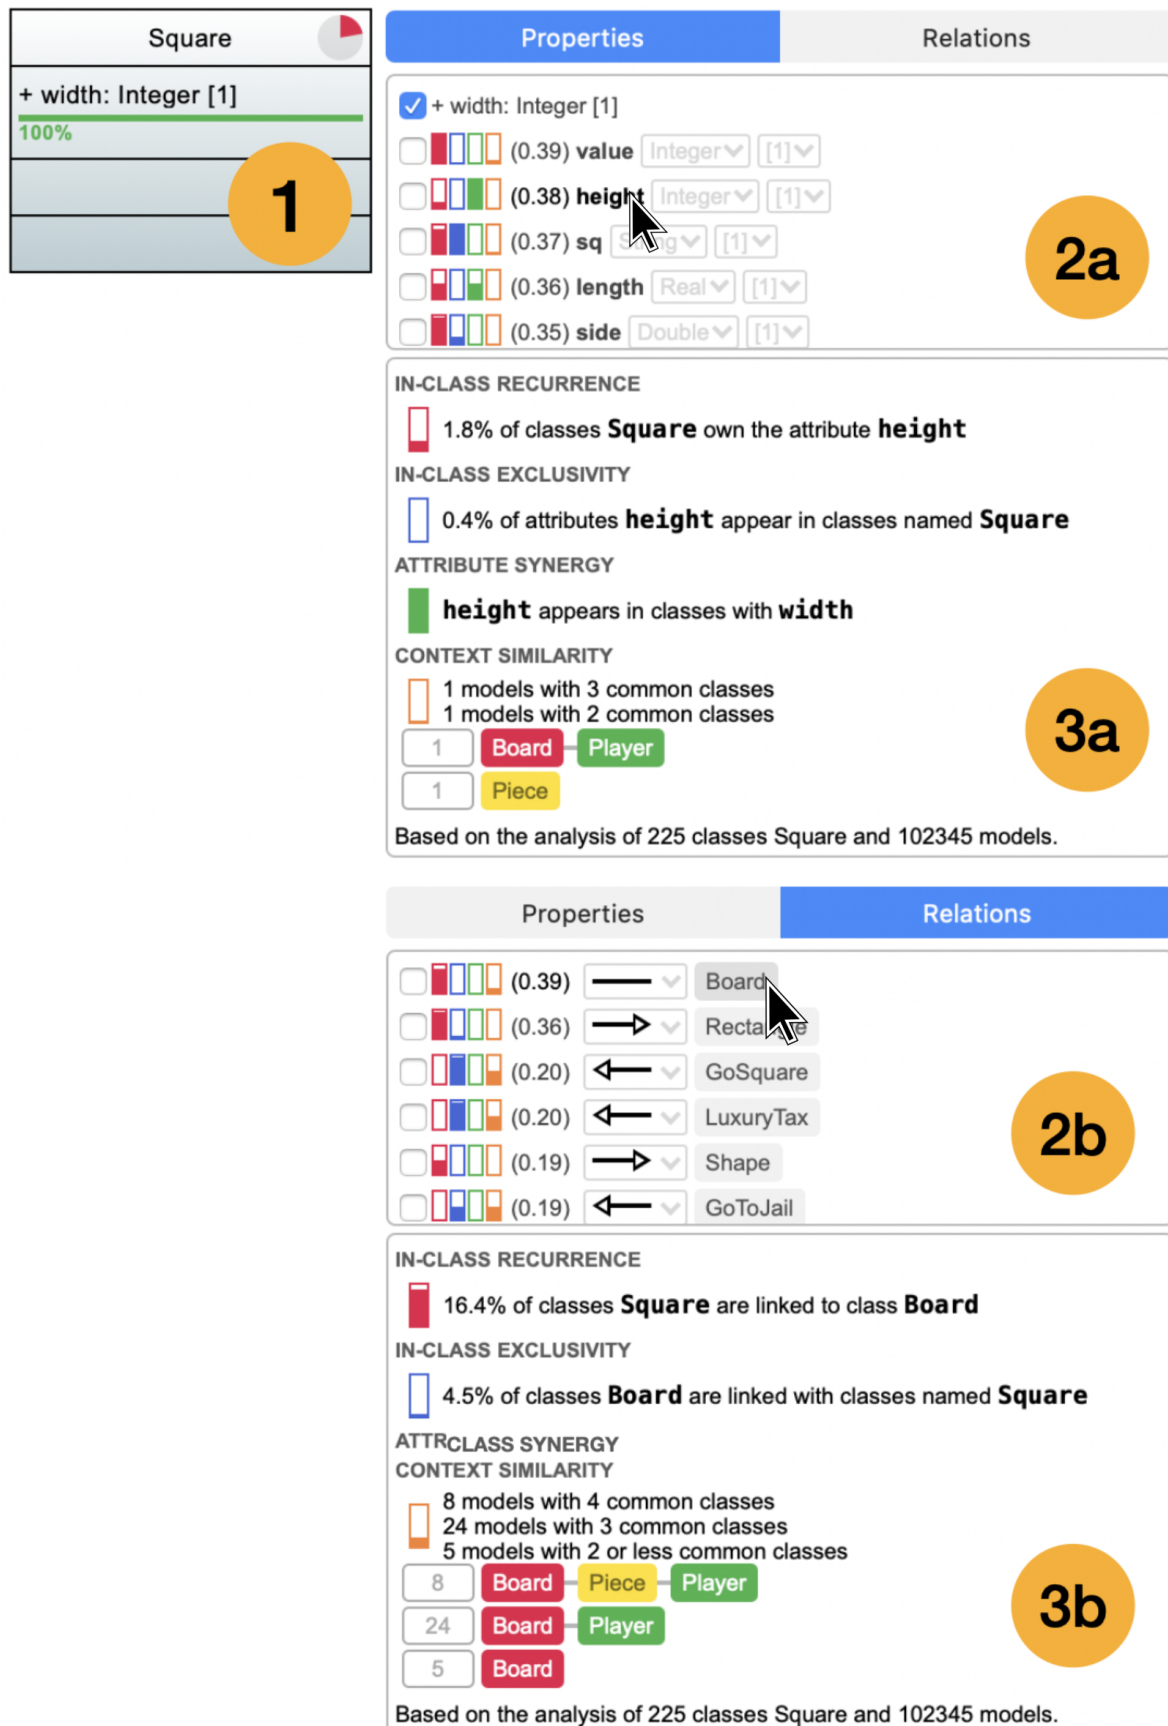 Square
+ width: Integer [1]
100%
1
Properties Relations
+ width: Integer [1]
(0.39) value Integer [1]
(0.38) height Integer [1]
(0.37) sq [1]
(0.36) length Real [1]
(0.35) side Double [1]
2a
IN-CLASS RECURRENCE
1.8% of classes Square own the attribute height
IN-CLASS EXCLUSIVITY
0.4% of attributes height appear in classes named Square
ATTRIBUTE SYNERGY
height appears in classes with width
CONTEXT SIMILARITY
1 models with 3 common classes
1 models with 2 common classes
1 Board Player
1 Piece
3a
Based on the analysis of 225 classes Square and 102345 models.
Properties Relations
(0.39) Board
(0.36) Rectangle
(0.20) GoSquare
(0.20) LuxuryTax
(0.19) Shape
(0.19) GoToJail
2b
IN-CLASS RECURRENCE
16.4% of classes Square are linked to class Board
IN-CLASS EXCLUSIVITY
4.5% of classes Board are linked with classes named Square
ATTRCLASS SYNERGY
CONTEXT SIMILARITY
8 models with 4 common classes
24 models with 3 common classes
5 models with 2 or less common classes
8 Board Piece Player
24 Board Player
5 Board
3b
Based on the analysis of 225 classes Square and 102345 models.